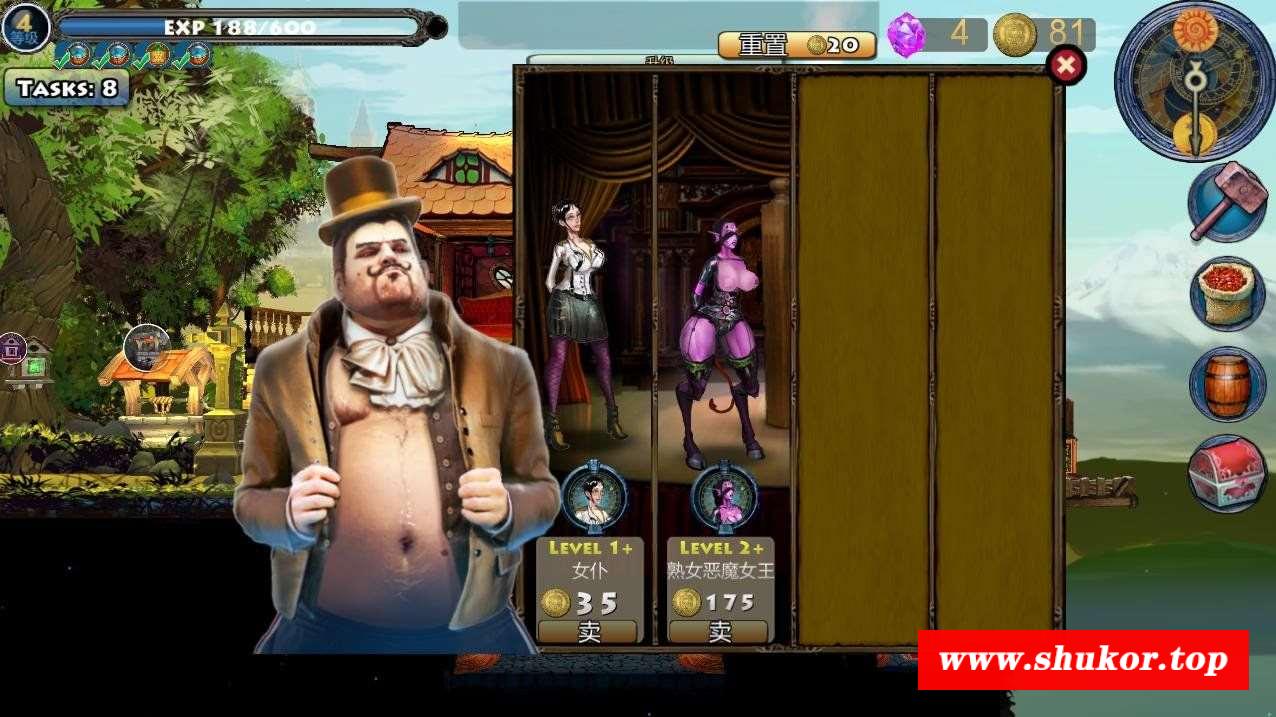 4
等级
EXP 188/600
Tasks: 8
重置 20
4
81
LEVEL 1+
女仆
35
卖
LEVEL 2+
熟女恶魔女王
175
卖
www.shukor.top